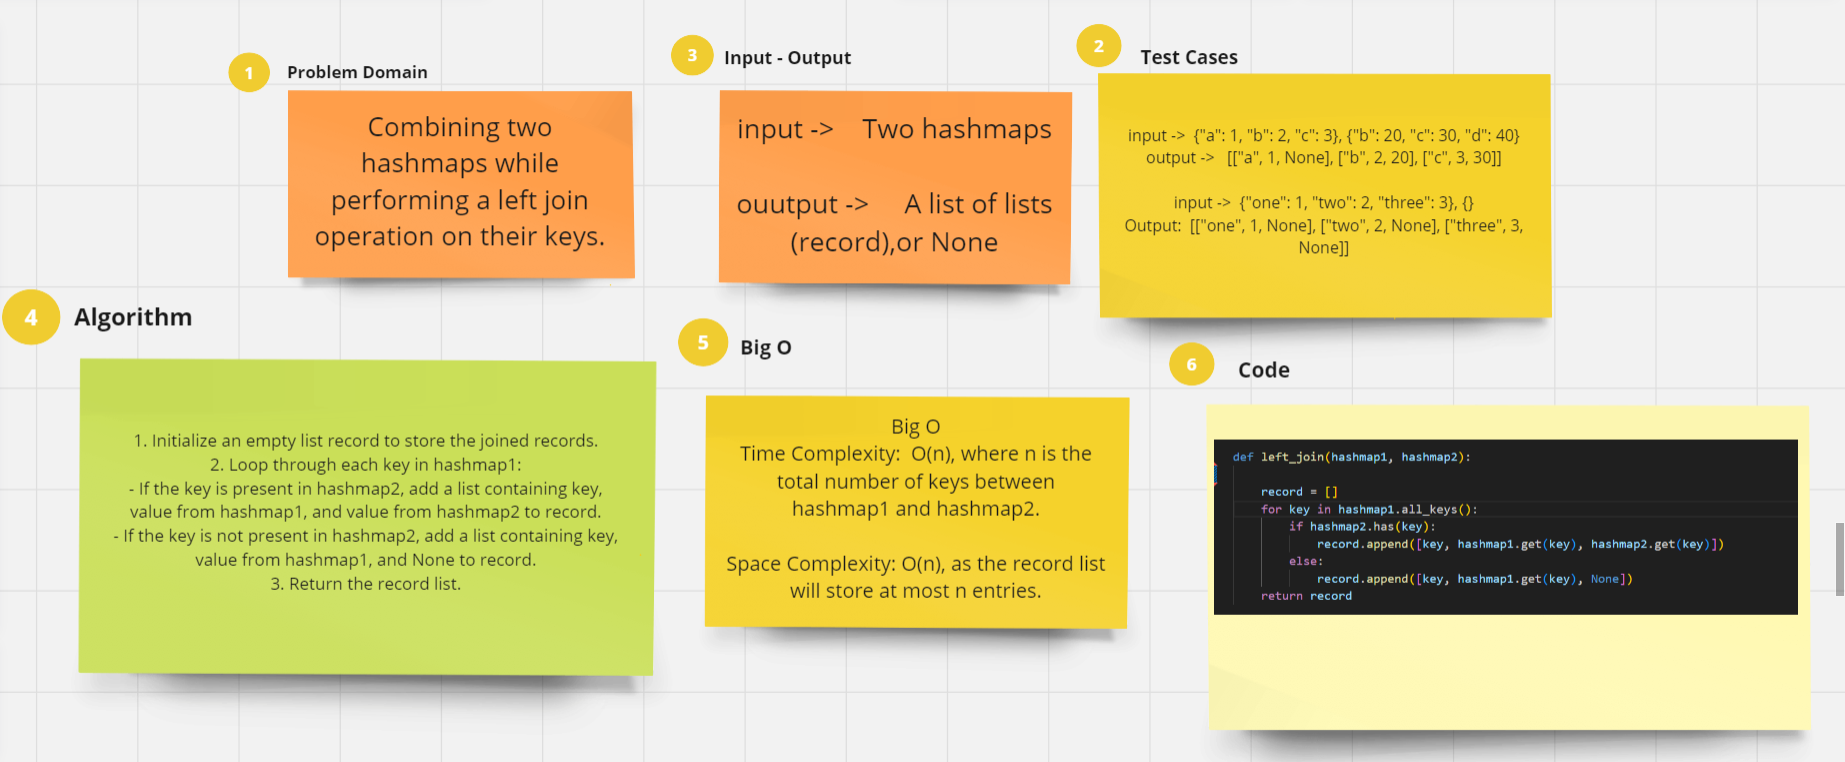 1
Problem Domain
Combining two
hashmaps while
performing a left join
operation on their keys.
3
Input - Output
input ->    Two hashmaps
ouutput ->    A list of lists
(record),or None
2
Test Cases
input ->  {"a": 1, "b": 2, "c": 3}, {"b": 20, "c": 30, "d": 40}
output ->   [["a", 1, None], ["b", 2, 20], ["c", 3, 30]]
input ->  {"one": 1, "two": 2, "three": 3}, {}
Output:  [["one", 1, None], ["two", 2, None], ["three", 3,
None]]
4
Algorithm
1. Initialize an empty list record to store the joined records.
2. Loop through each key in hashmap1:
- If the key is present in hashmap2, add a list containing key,
value from hashmap1, and value from hashmap2 to record.
- If the key is not present in hashmap2, add a list containing key,
value from hashmap1, and None to record.
3. Return the record list.
5
Big O
Big O
Time Complexity:  O(n), where n is the
total number of keys between
hashmap1 and hashmap2.
Space Complexity: O(n), as the record list
will store at most n entries.
6
Code
def left_join(hashmap1, hashmap2):
    record = []
    for key in hashmap1.all_keys():
        if hashmap2.has(key):
            record.append([key, hashmap1.get(key), hashmap2.get(key)])
        else:
            record.append([key, hashmap1.get(key), None])
    return record